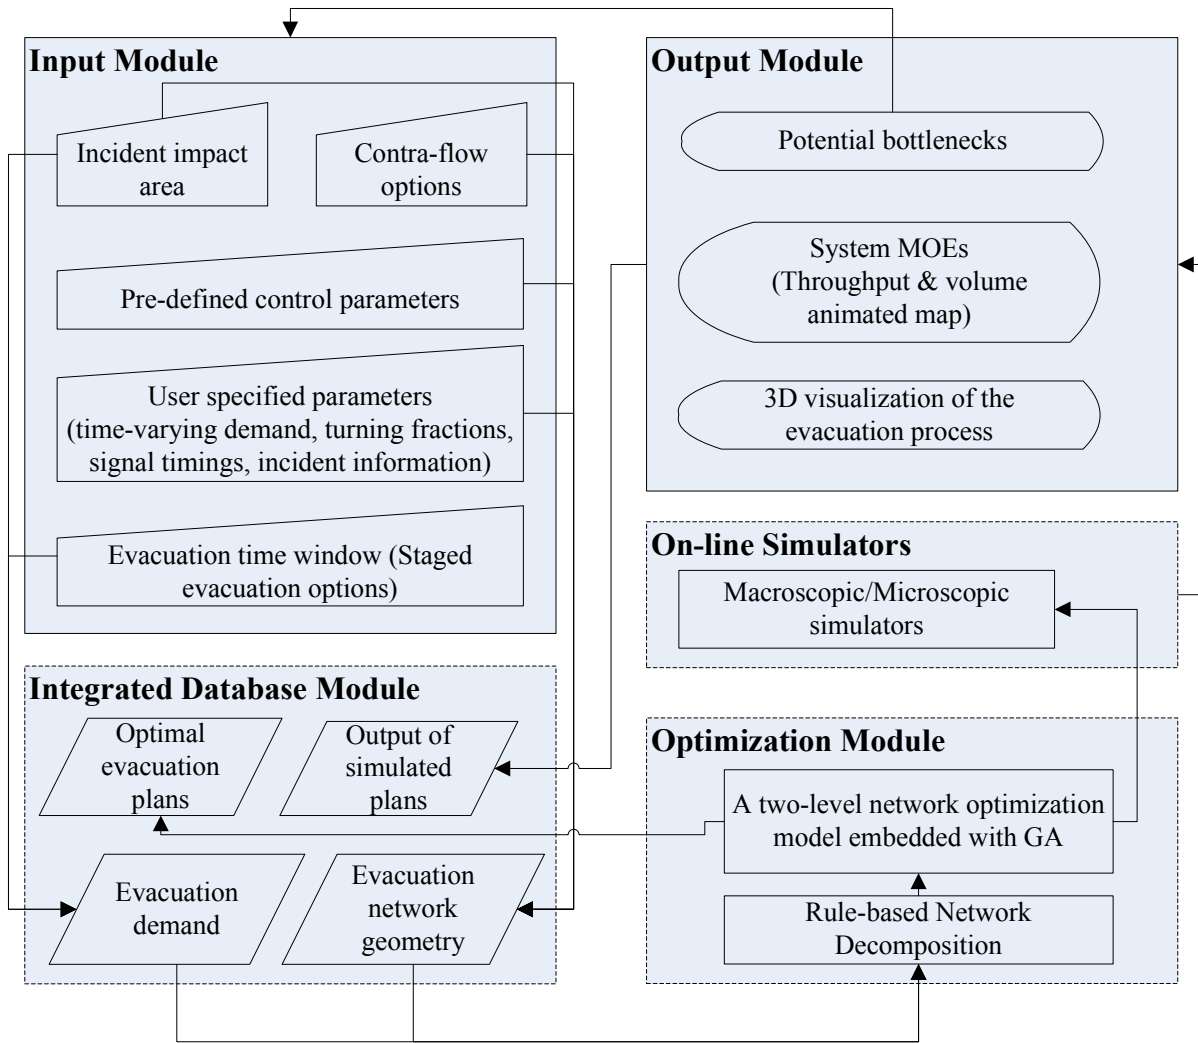 Input Module
Incident impact
area
Contra-flow
options
Pre-defined control parameters
User specified parameters
(time-varying demand, turning fractions,
signal timings, incident information)
Evacuation time window (Staged
evacuation options)
Output Module
Potential bottlenecks
System MOEs
(Throughput & volume
animated map)
3D visualization of the
evacuation process
On-line Simulators
Macroscopic/Microscopic
simulators
Integrated Database Module
Optimal
evacuation
plans
Output of
simulated
plans
Evacuation
demand
Evacuation
network
geometry
Optimization Module
A two-level network optimization
model embedded with GA
Rule-based Network
Decomposition